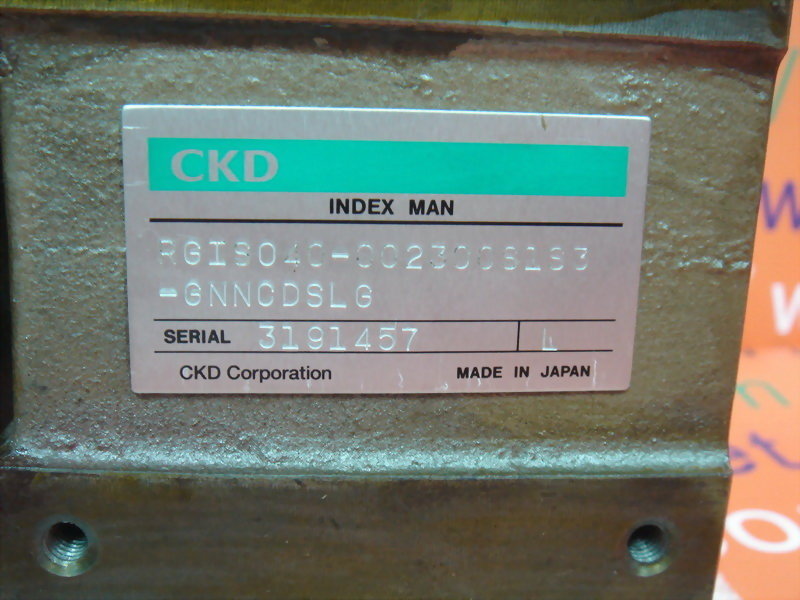 CKD
INDEX MAN
RGIS040-002300S1S3
-GNNCDSLG
SERIAL 3191457 L
CKD Corporation MADE IN JAPAN